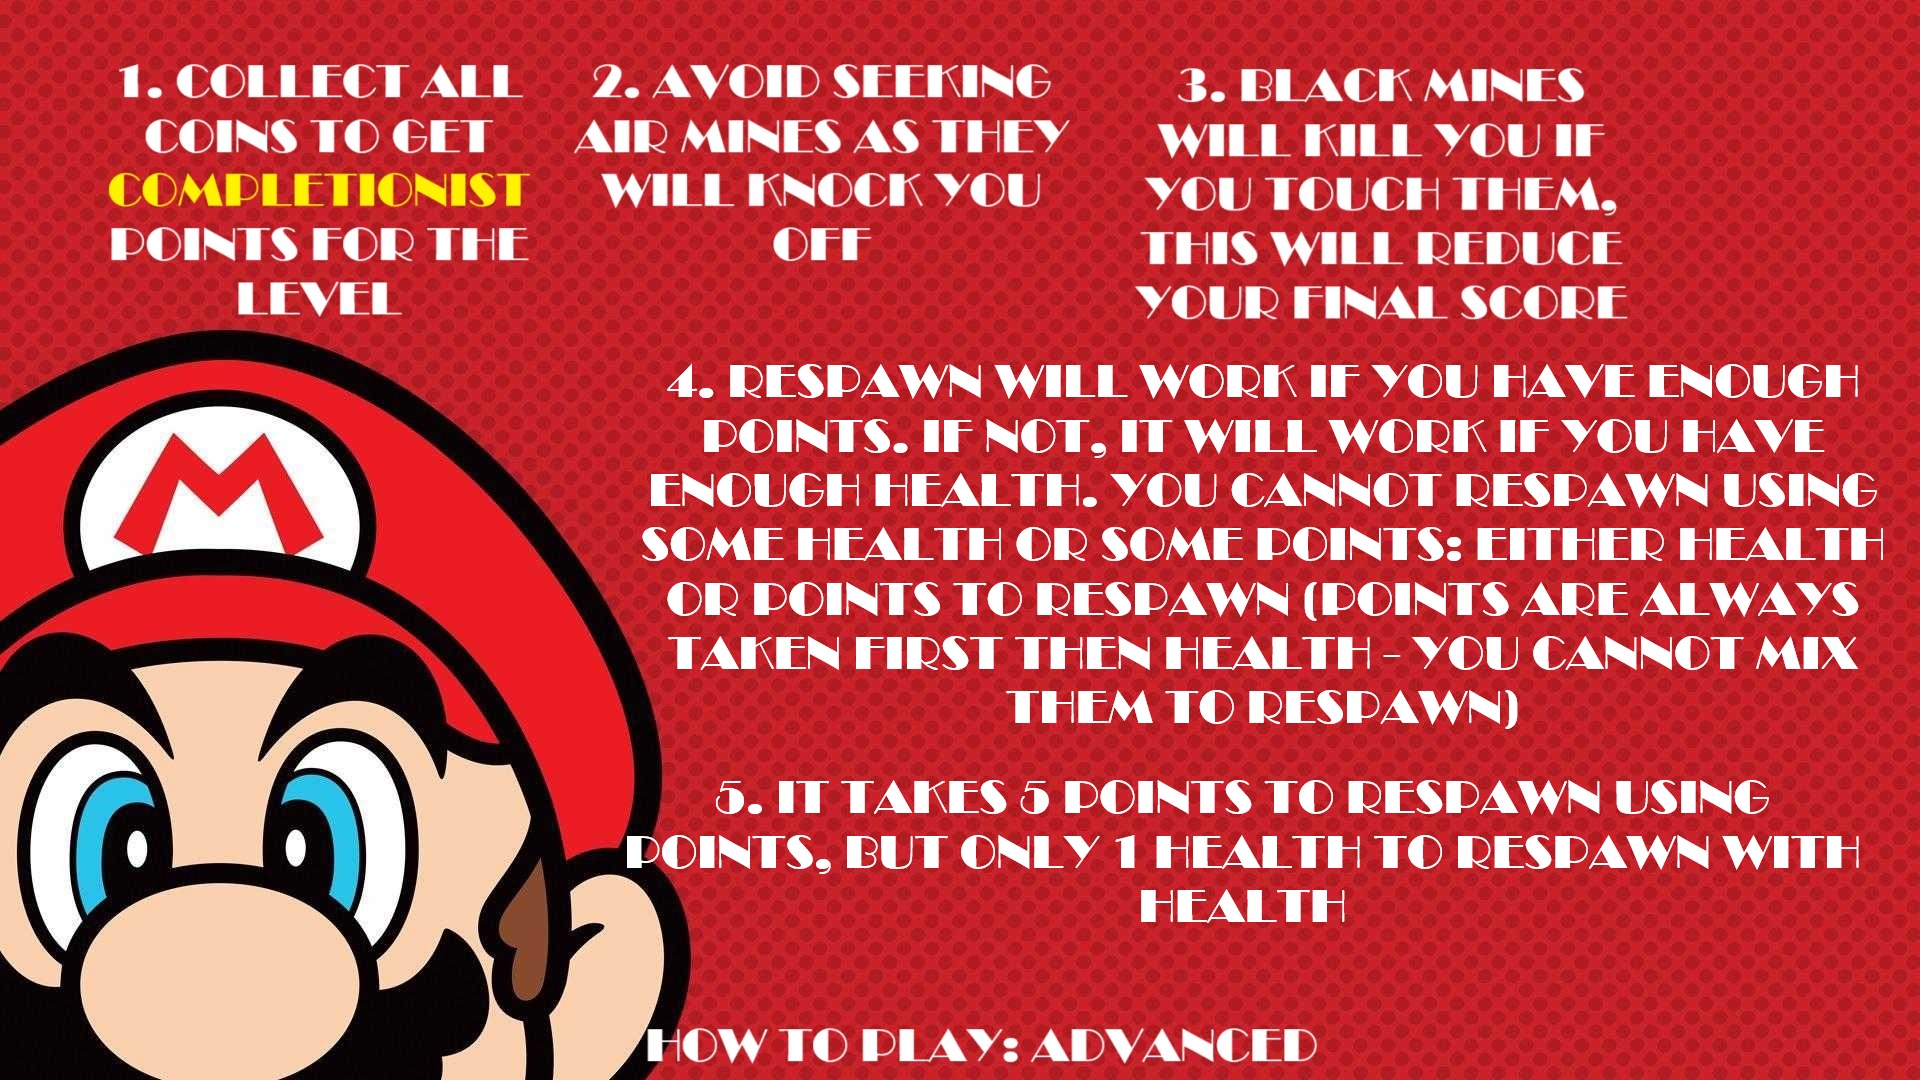 1. COLLECT ALL
COINS TO GET
COMPLETIONIST
POINTS FOR THE
LEVEL
2. AVOID SEEKING
AIR MINES AS THEY
WILL KNOCK YOU
OFF
3. BLACK MINES
WILL KILL YOU IF
YOU TOUCH THEM,
THIS WILL REDUCE
YOUR FINAL SCORE
M
4. RESPAWN WILL WORK IF YOU HAVE ENOUGH
POINTS. IF NOT, IT WILL WORK IF YOU HAVE
ENOUGH HEALTH. YOU CANNOT RESPAWN USING
SOME HEALTH OR SOME POINTS: EITHER HEALTH
OR POINTS TO RESPAWN (POINTS ARE ALWAYS
TAKEN FIRST THEN HEALTH - YOU CANNOT MIX
THEM TO RESPAWN)
5. IT TAKES 5 POINTS TO RESPAWN USING
POINTS, BUT ONLY 1 HEALTH TO RESPAWN WITH
HEALTH
HOW TO PLAY: ADVANCED